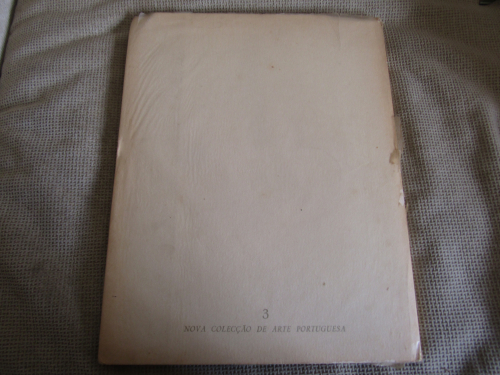 3
NOVA COLECÇÃO DE ARTE PORTUGUESA